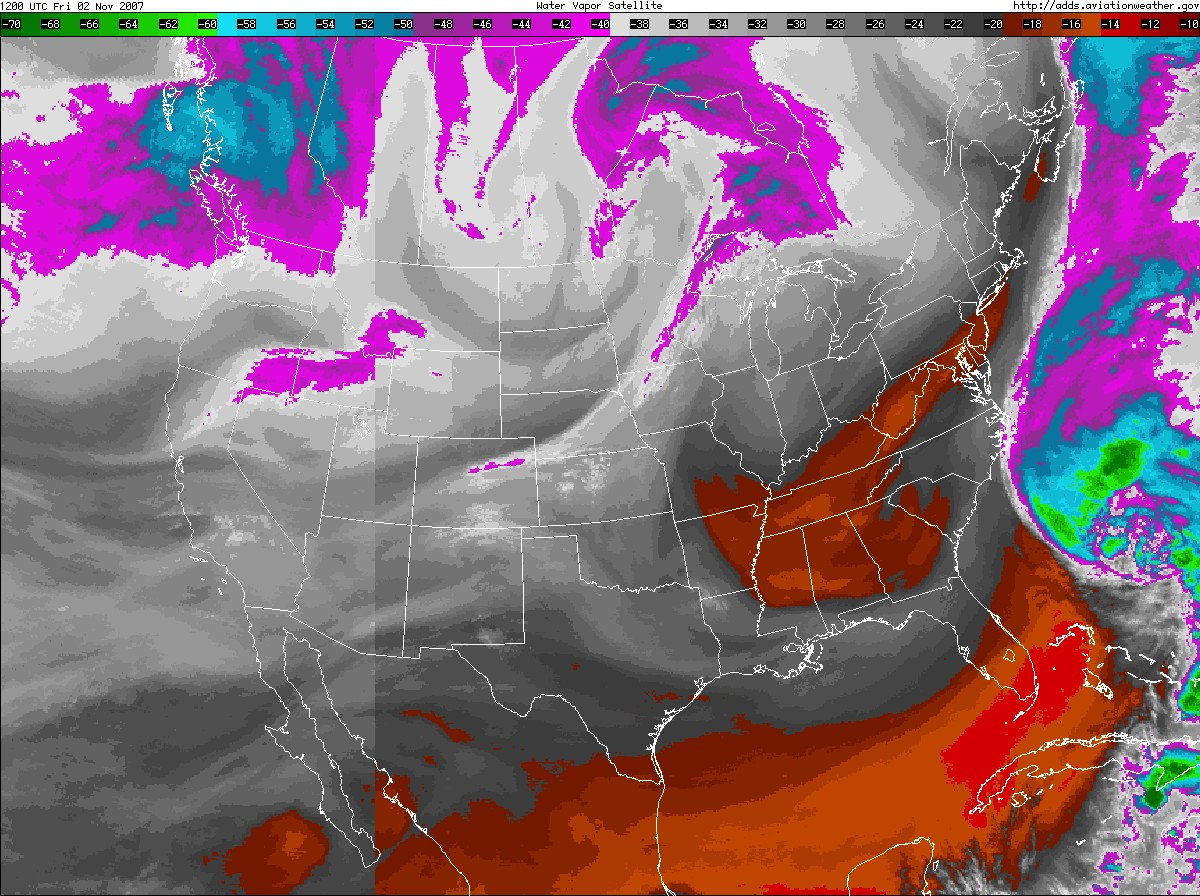 1200 UTC Fri 02 Nov 2007 Water Vapor Satellite http://adds.aviationweather.gov
-70 -68 -66 -64 -62 -60 -58 -56 -54 -52 -50 -48 -46 -44 -42 -40 -38 -36 -34 -32 -30 -28 -26 -24 -22 -20 -18 -16 -14 -12 -10